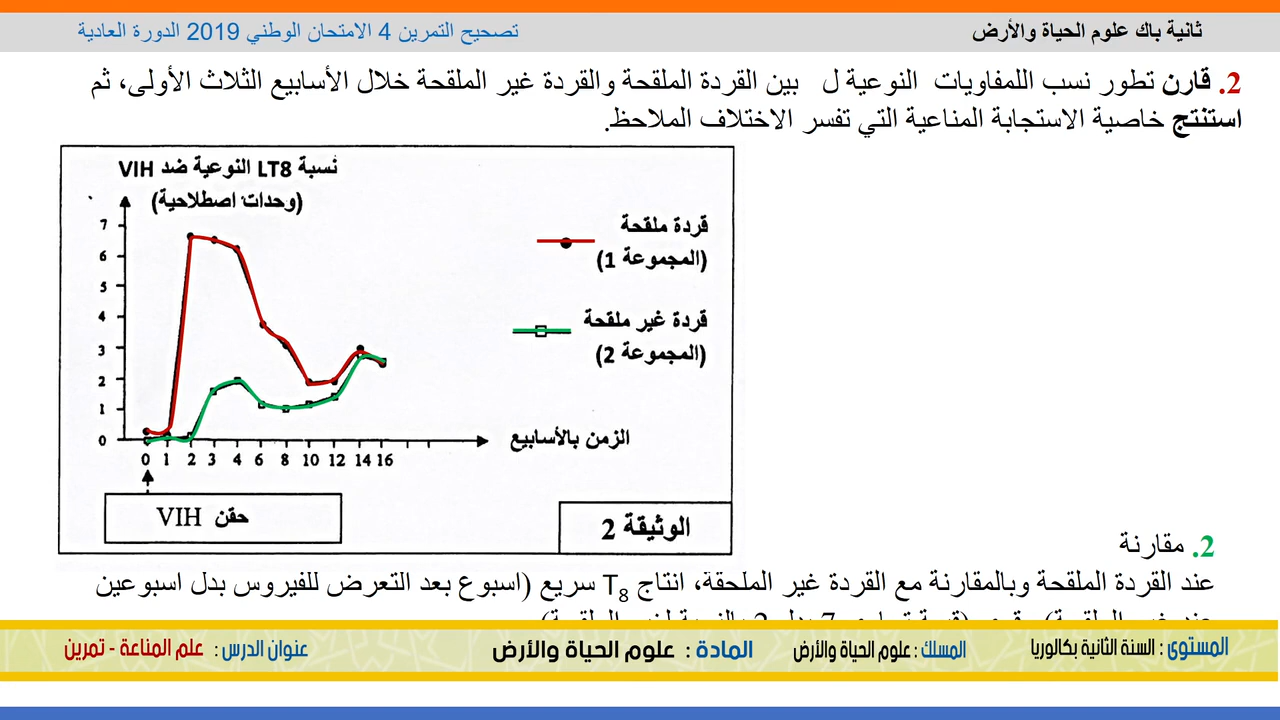 ثانية باك علوم الحياة والأرض
تصحيح التمرين 4 الامتحان الوطني 2019 الدورة العادية
2. قارن تطور نسب اللمفاويات النوعية ل بين القردة الملقحة والقردة غير الملقحة خلال الأسابيع الثلاث الأولى، ثم
استنتج خاصية الاستجابة المناعية التي تفسر الاختلاف الملاحظ.
نسبة LT8 النوعية ضد VIH
(وحدات اصطلاحية)
7
6
5
4
3
2
1
0
قردة ملقحة
(المجموعة 1)
قردة غير ملقحة
(المجموعة 2)
الزمن بالأسابيع
0 1 2 3 4 6 8 10 12 14 16
حقن VIH
الوثيقة 2
2. مقارنة
عند القردة الملقحة وبالمقارنة مع القردة غير الملحقة، انتاج T8 سريع (اسبوع بعد التعرض للفيروس بدل اسبوعين
المستوى : السنة الثانية بكالوريا
المسلك : علوم الحياة والأرض
المادة : علوم الحياة والأرض
عنوان الدرس : علم المناعة - تمرين